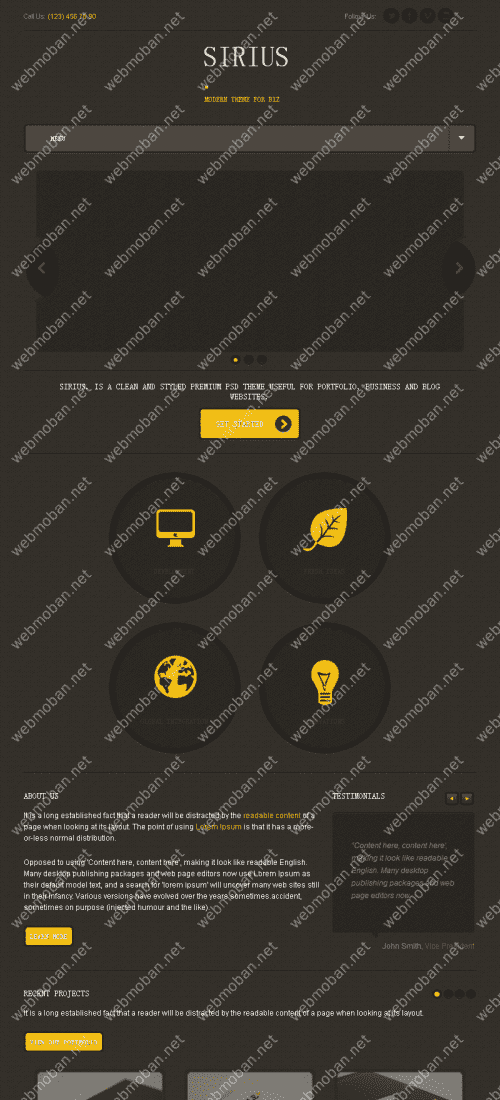 Call Us: (123) 456 78 90
Follow Us:
SIRIUS
MODERN THEME FOR BIZ
MENU
SIRIUS, IS A CLEAN AND STYLED PREMIUM PSD THEME USEFUL FOR PORTFOLIO, BUSINESS AND BLOG
WEBSITES.
GET STARTED
ABOUT US
It is a long established fact that a reader will be distracted by the readable content of a
page when looking at its layout. The point of using Lorem Ipsum is that it has a more-
or-less normal distribution.
Opposed to using 'Content here, content here', making it look like readable English.
Many desktop publishing packages and web page editors now use Lorem Ipsum as
their default model text, and a search for 'lorem ipsum' will uncover many web sites still
in their infancy. Various versions have evolved over the years, sometimes accident,
sometimes on purpose (injected humour and the like).
TESTIMONIALS
"Content here, content here',
making it look like readable
English. Many desktop
publishing packages and web
page editors now
John Smith, Vice President
RECENT PROJECTS
It is a long established fact that a reader will be distracted by the readable content of a page when looking at its layout.
webmoban.net